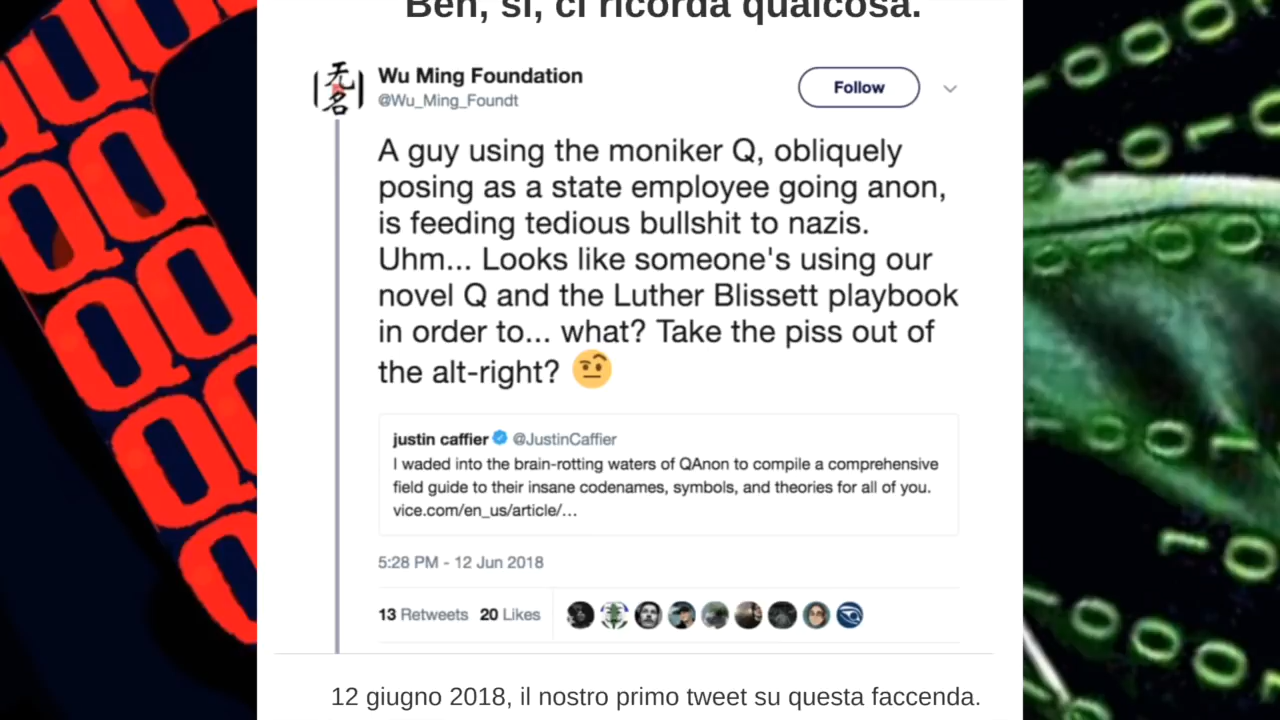 Beh, sì, ci ricorda qualcosa.
无名
Wu Ming Foundation
@Wu_Ming_Foundt
Follow
A guy using the moniker Q, obliquely
posing as a state employee going anon,
is feeding tedious bullshit to nazis.
Uhm... Looks like someone's using our
novel Q and the Luther Blissett playbook
in order to... what? Take the piss out of
the alt-right? 🤨
justin caffier @JustinCaffier
I waded into the brain-rotting waters of QAnon to compile a comprehensive
field guide to their insane codenames, symbols, and theories for all of you.
vice.com/en_us/article/...
5:28 PM - 12 Jun 2018
13 Retweets 20 Likes
12 giugno 2018, il nostro primo tweet su questa faccenda.